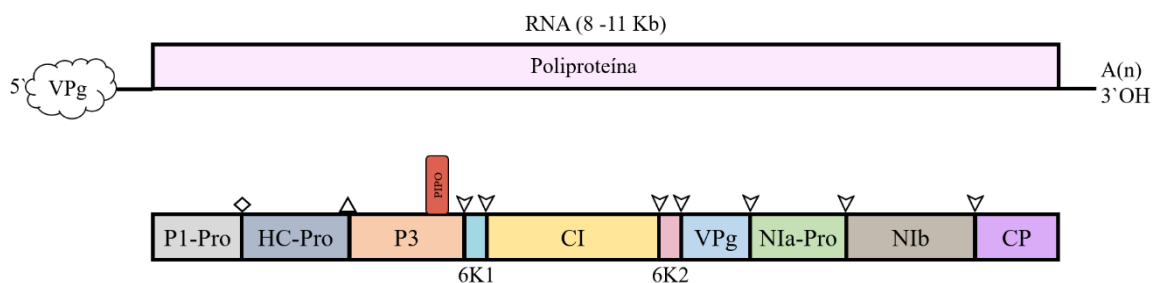 RNA (8 -11 Kb)
Poliproteína
5` VPg
A(n)
3`OH
PIPO
P1-Pro HC-Pro P3 CI VPg NIa-Pro NIb CP
6K1 6K2